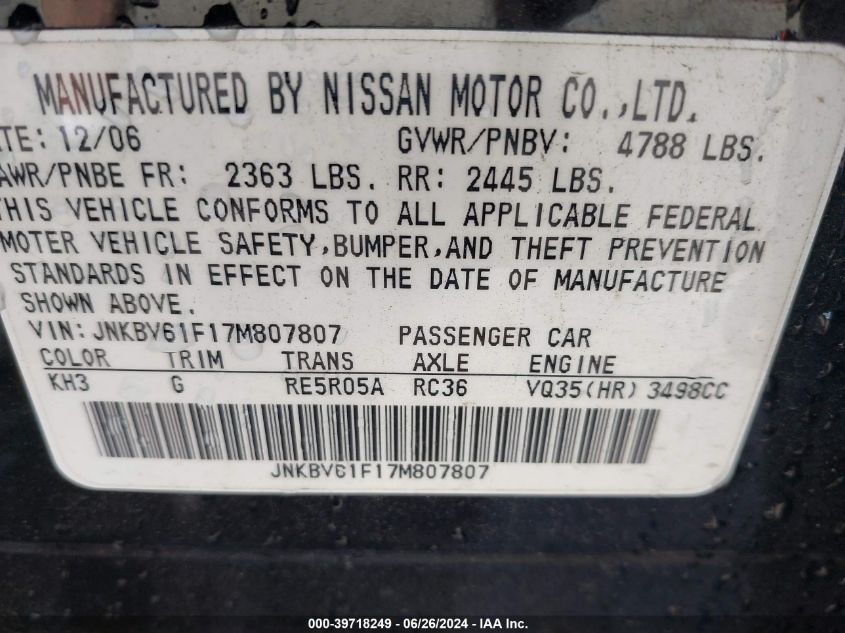 MANUFACTURED BY NISSAN MOTOR CO.,LTD.
TE: 12/06 GVWR/PNBV: 4788 LBS.
AWR/PNBE FR: 2363 LBS. RR: 2445 LBS.
THIS VEHICLE CONFORMS TO ALL APPLICABLE FEDERAL
MOTER VEHICLE SAFETY,BUMPER,AND THEFT PREVENTION
STANDARDS IN EFFECT ON THE DATE OF MANUFACTURE
SHOWN ABOVE.
VIN: JNKBV61F17M807807 PASSENGER CAR
COLOR TRIM TRANS AXLE ENGINE
KH3 G RE5R05A RC36 VQ35(HR) 3498CC
JNKBV61F17M807807
000-39718249 - 06/26/2024 - IAA Inc.